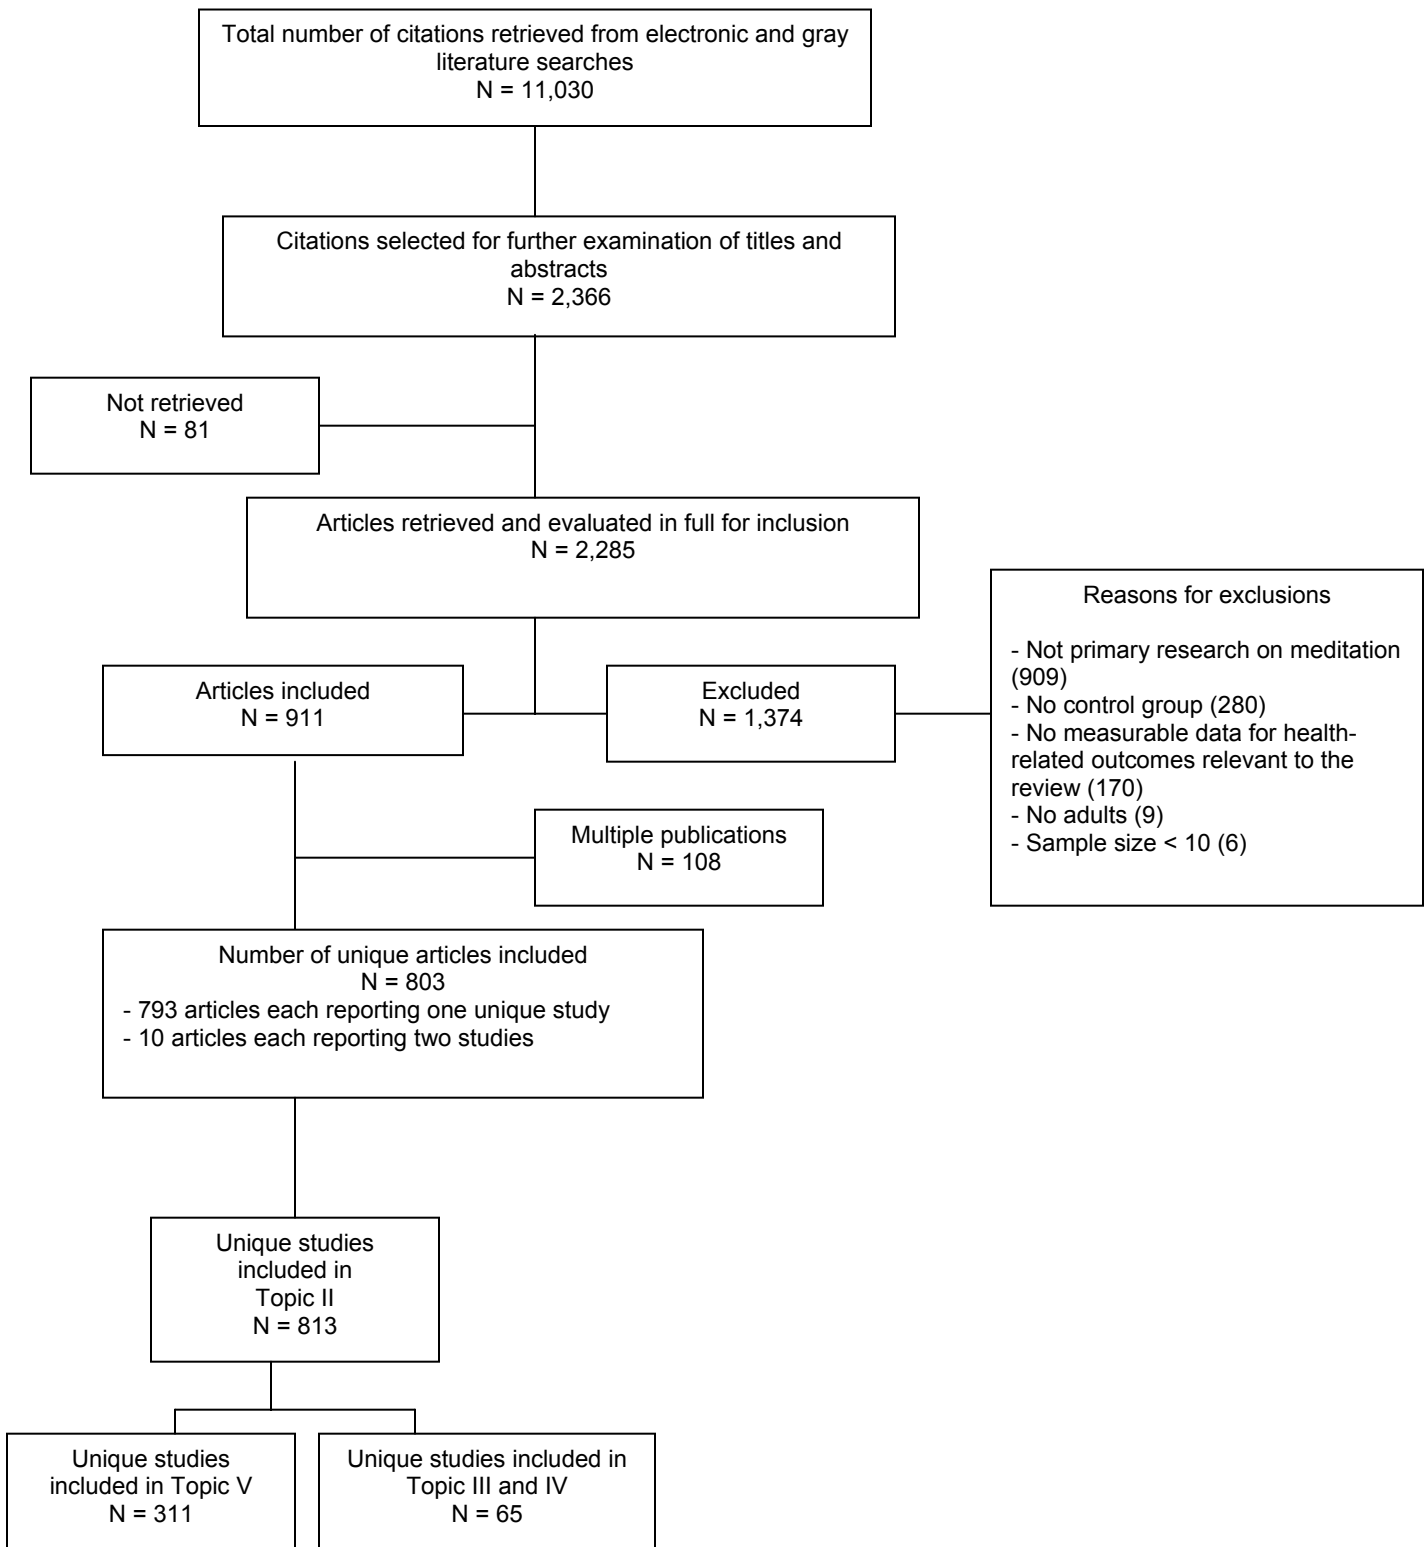 Total number of citations retrieved from electronic and gray
literature searches
N = 11,030
Citations selected for further examination of titles and
abstracts
N = 2,366
Not retrieved
N = 81
Articles retrieved and evaluated in full for inclusion
N = 2,285
Articles included
N = 911
Excluded
N = 1,374
Reasons for exclusions
- Not primary research on meditation
(909)
- No control group (280)
- No measurable data for health-
related outcomes relevant to the
review (170)
- No adults (9)
- Sample size < 10 (6)
Multiple publications
N = 108
Number of unique articles included
N = 803
- 793 articles each reporting one unique study
- 10 articles each reporting two studies
Unique studies
included in
Topic II
N = 813
Unique studies
included in Topic V
N = 311
Unique studies included in
Topic III and IV
N = 65